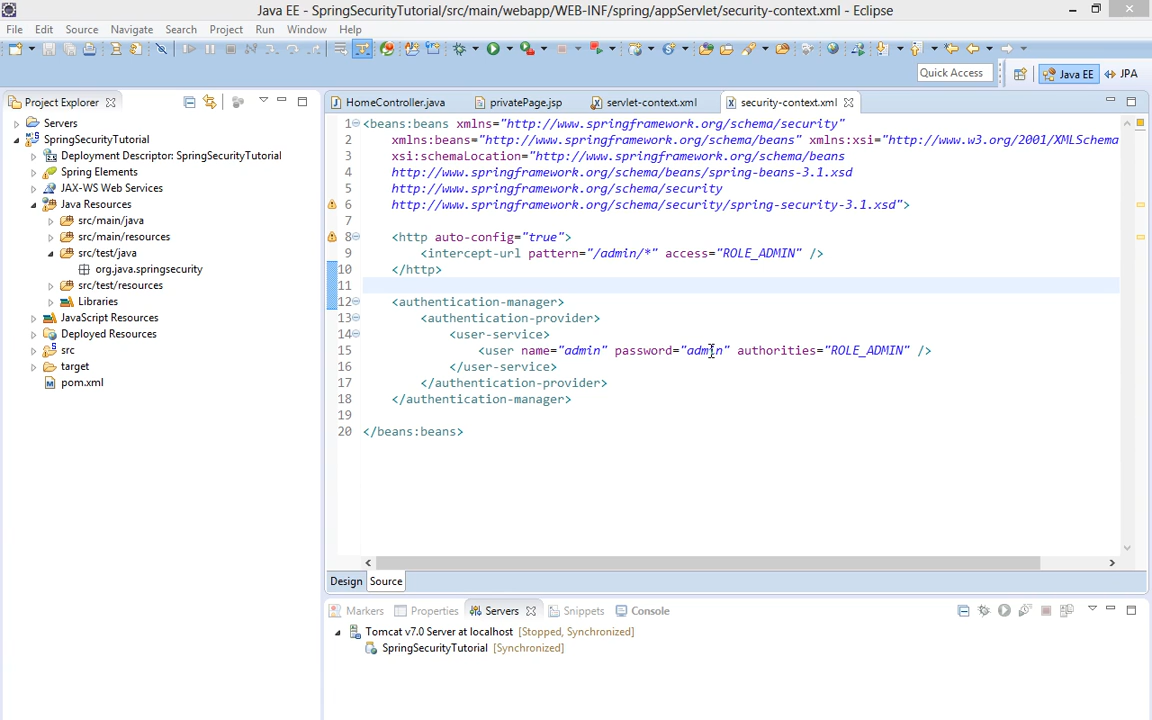 Java EE - SpringSecurityTutorial/src/main/webapp/WEB-INF/spring/appServlet/security-context.xml - Eclipse
File Edit Source Navigate Search Project Run Window Help
Quick Access Java EE JPA
Project Explorer
Servers
SpringSecurityTutorial
Deployment Descriptor: SpringSecurityTutorial
Spring Elements
JAX-WS Web Services
Java Resources
src/main/java
src/main/resources
src/test/java
org.java.springsecurity
src/test/resources
Libraries
JavaScript Resources
Deployed Resources
src
target
pom.xml
HomeController.java privatePage.jsp servlet-context.xml security-context.xml
1 <beans:beans xmlns="http://www.springframework.org/schema/security"
2 xmlns:beans="http://www.springframework.org/schema/beans" xmlns:xsi="http://www.w3.org/2001/XMLSchema
3 xsi:schemaLocation="http://www.springframework.org/schema/beans
4 http://www.springframework.org/schema/beans/spring-beans-3.1.xsd
5 http://www.springframework.org/schema/security
6 http://www.springframework.org/schema/security/spring-security-3.1.xsd">
7
8 <http auto-config="true">
9 <intercept-url pattern="/admin/*" access="ROLE_ADMIN" />
10 </http>
11
12 <authentication-manager>
13 <authentication-provider>
14 <user-service>
15 <user name="admin" password="admin" authorities="ROLE_ADMIN" />
16 </user-service>
17 </authentication-provider>
18 </authentication-manager>
19
20 </beans:beans>
Design Source
Markers Properties Servers Snippets Console
Tomcat v7.0 Server at localhost [Stopped, Synchronized]
SpringSecurityTutorial [Synchronized]